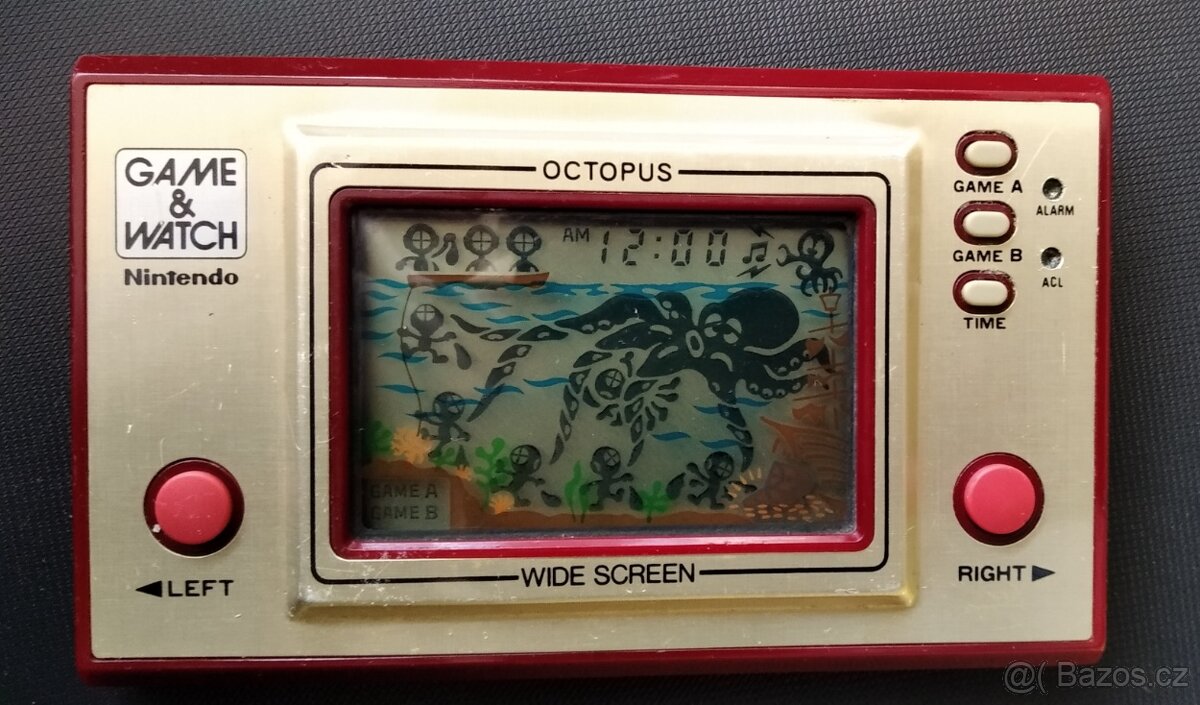 GAME
&
WATCH
Nintendo
OCTOPUS
AM 12:00
GAME A
ALARM
GAME B
ACL
TIME
GAME A
GAME B
◀LEFT
WIDE SCREEN
RIGHT▶
@( Bazos.cz